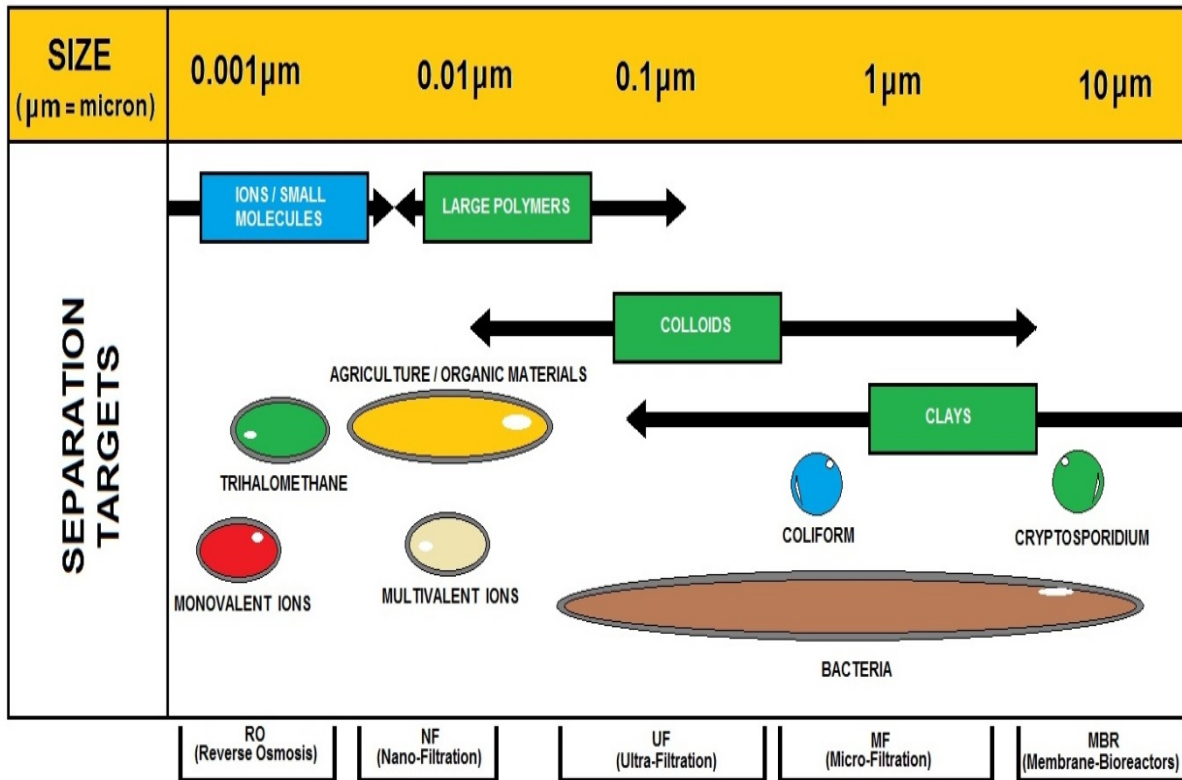 SIZE
(µm = micron)
0.001µm
0.01µm
0.1µm
1µm
10µm
SEPARATION
TARGETS
IONS / SMALL
MOLECULES
LARGE POLYMERS
COLLOIDS
AGRICULTURE / ORGANIC MATERIALS
CLAYS
TRIHALOMETHANE
COLIFORM
CRYPTOSPORIDIUM
MONOVALENT IONS
MULTIVALENT IONS
BACTERIA
RO
(Reverse Osmosis)
NF
(Nano-Filtration)
UF
(Ultra-Filtration)
MF
(Micro-Filtration)
MBR
(Membrane-Bioreactors)